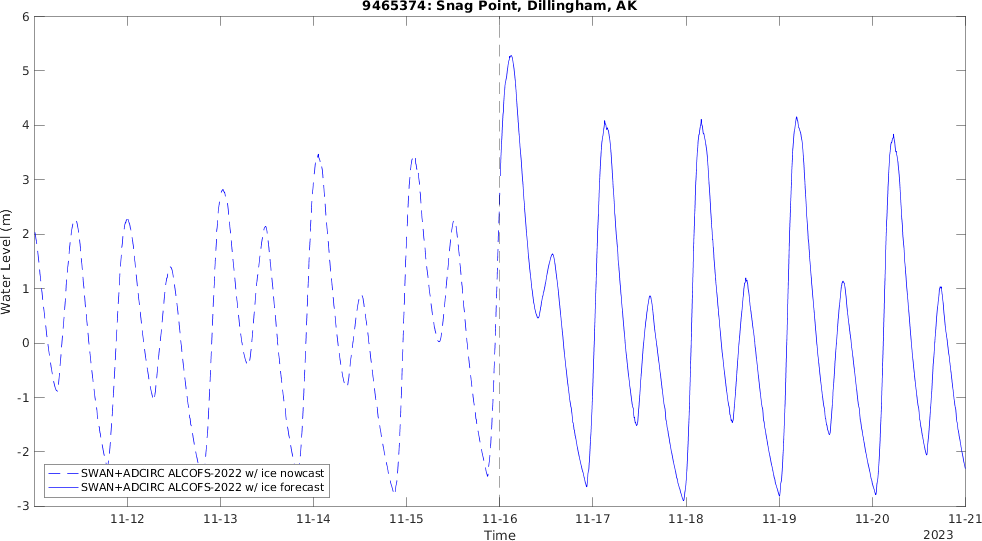 9465374: Snag Point, Dillingham, AK
6
5
4
3
2
1
0
-1
-2
-3
Water Level (m)
SWAN+ADCIRC ALCOFS-2022 w/ ice nowcast
SWAN+ADCIRC ALCOFS-2022 w/ ice forecast
11-12 11-13 11-14 11-15 11-16 11-17 11-18 11-19 11-20 11-21
Time
2023